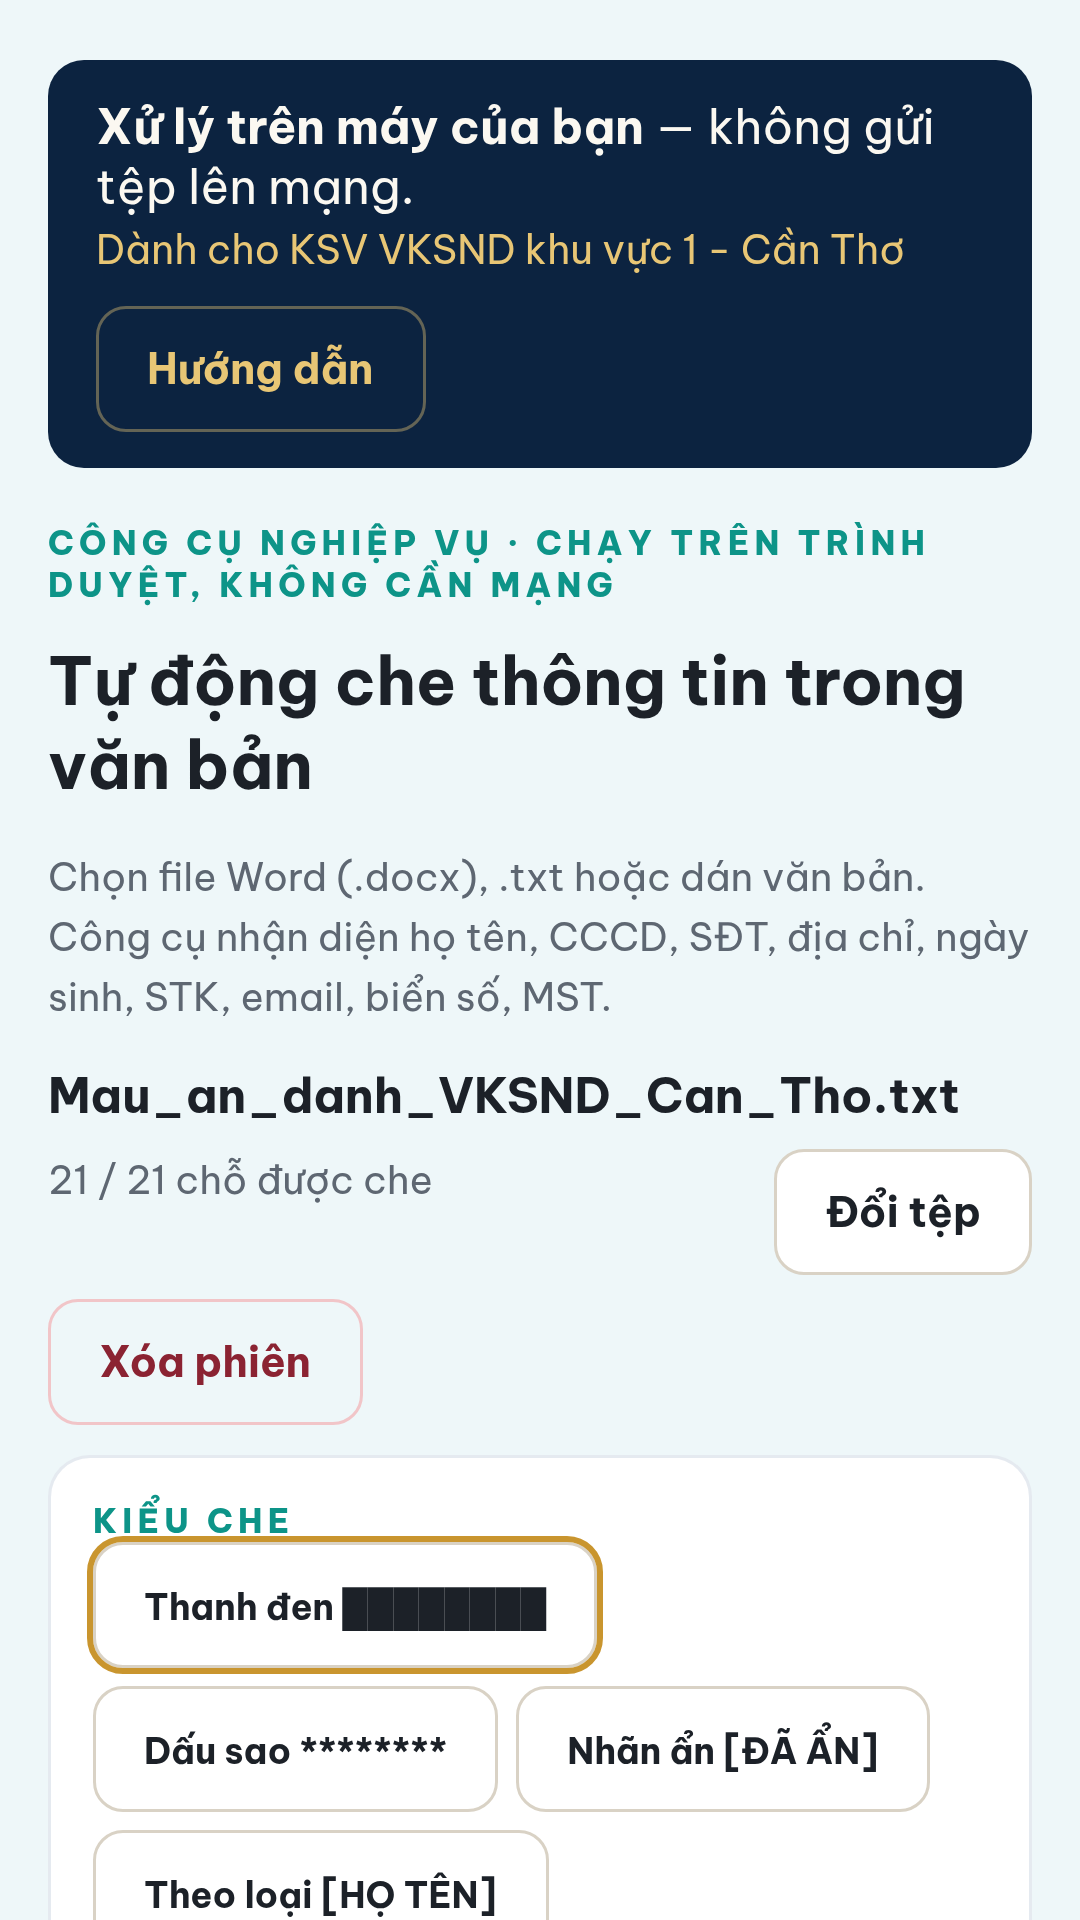 Xử lý trên máy của bạn — không gửi
tệp lên mạng.
Dành cho KSV VKSND khu vực 1 - Cần Thơ
Hướng dẫn
CÔNG CỤ NGHIỆP VỤ · CHẠY TRÊN TRÌNH
DUYỆT, KHÔNG CẦN MẠNG
Tự động che thông tin trong
văn bản
Chọn file Word (.docx), .txt hoặc dán văn bản.
Công cụ nhận diện họ tên, CCCD, SĐT, địa chỉ, ngày
sinh, STK, email, biển số, MST.
Mau_an_danh_VKSND_Can_Tho.txt
21 / 21 chỗ được che
Đổi tệp
Xóa phiên
KIỂU CHE
Thanh đen ████████
Dấu sao ********
Nhãn ẩn [ĐÃ ẨN]
Theo loại [HỌ TÊN]